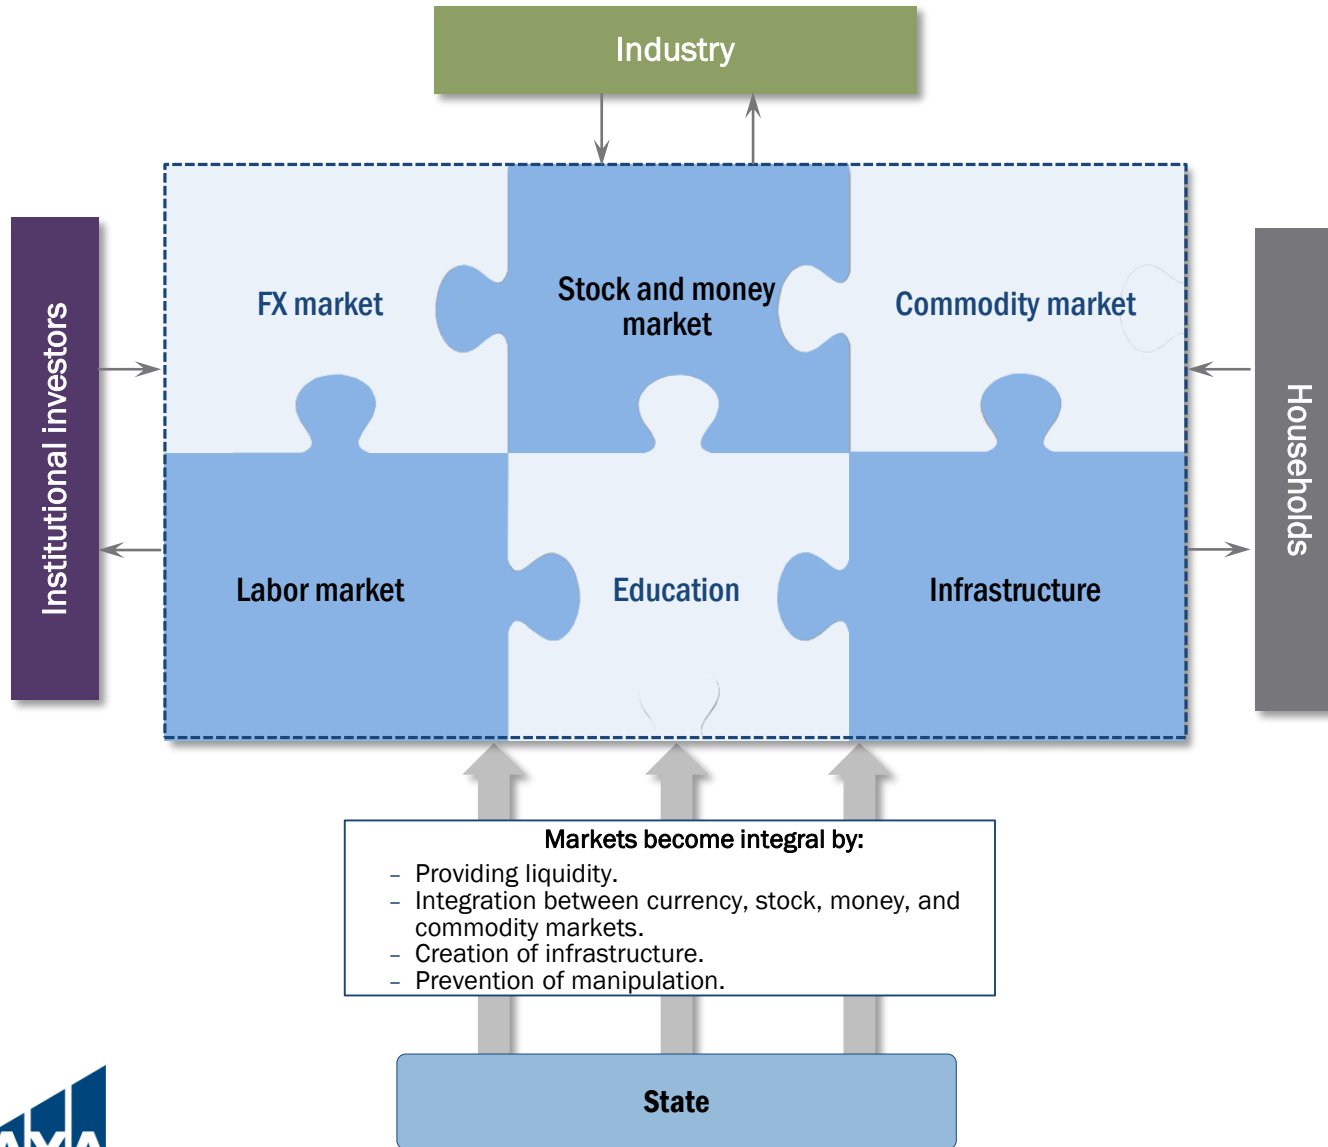 Industry
Institutional investors
FX market
Stock and money
market
Commodity market
Households
Labor market
Education
Infrastructure
Markets become integral by:
– Providing liquidity.
– Integration between currency, stock, money, and
commodity markets.
– Creation of infrastructure.
– Prevention of manipulation.
State